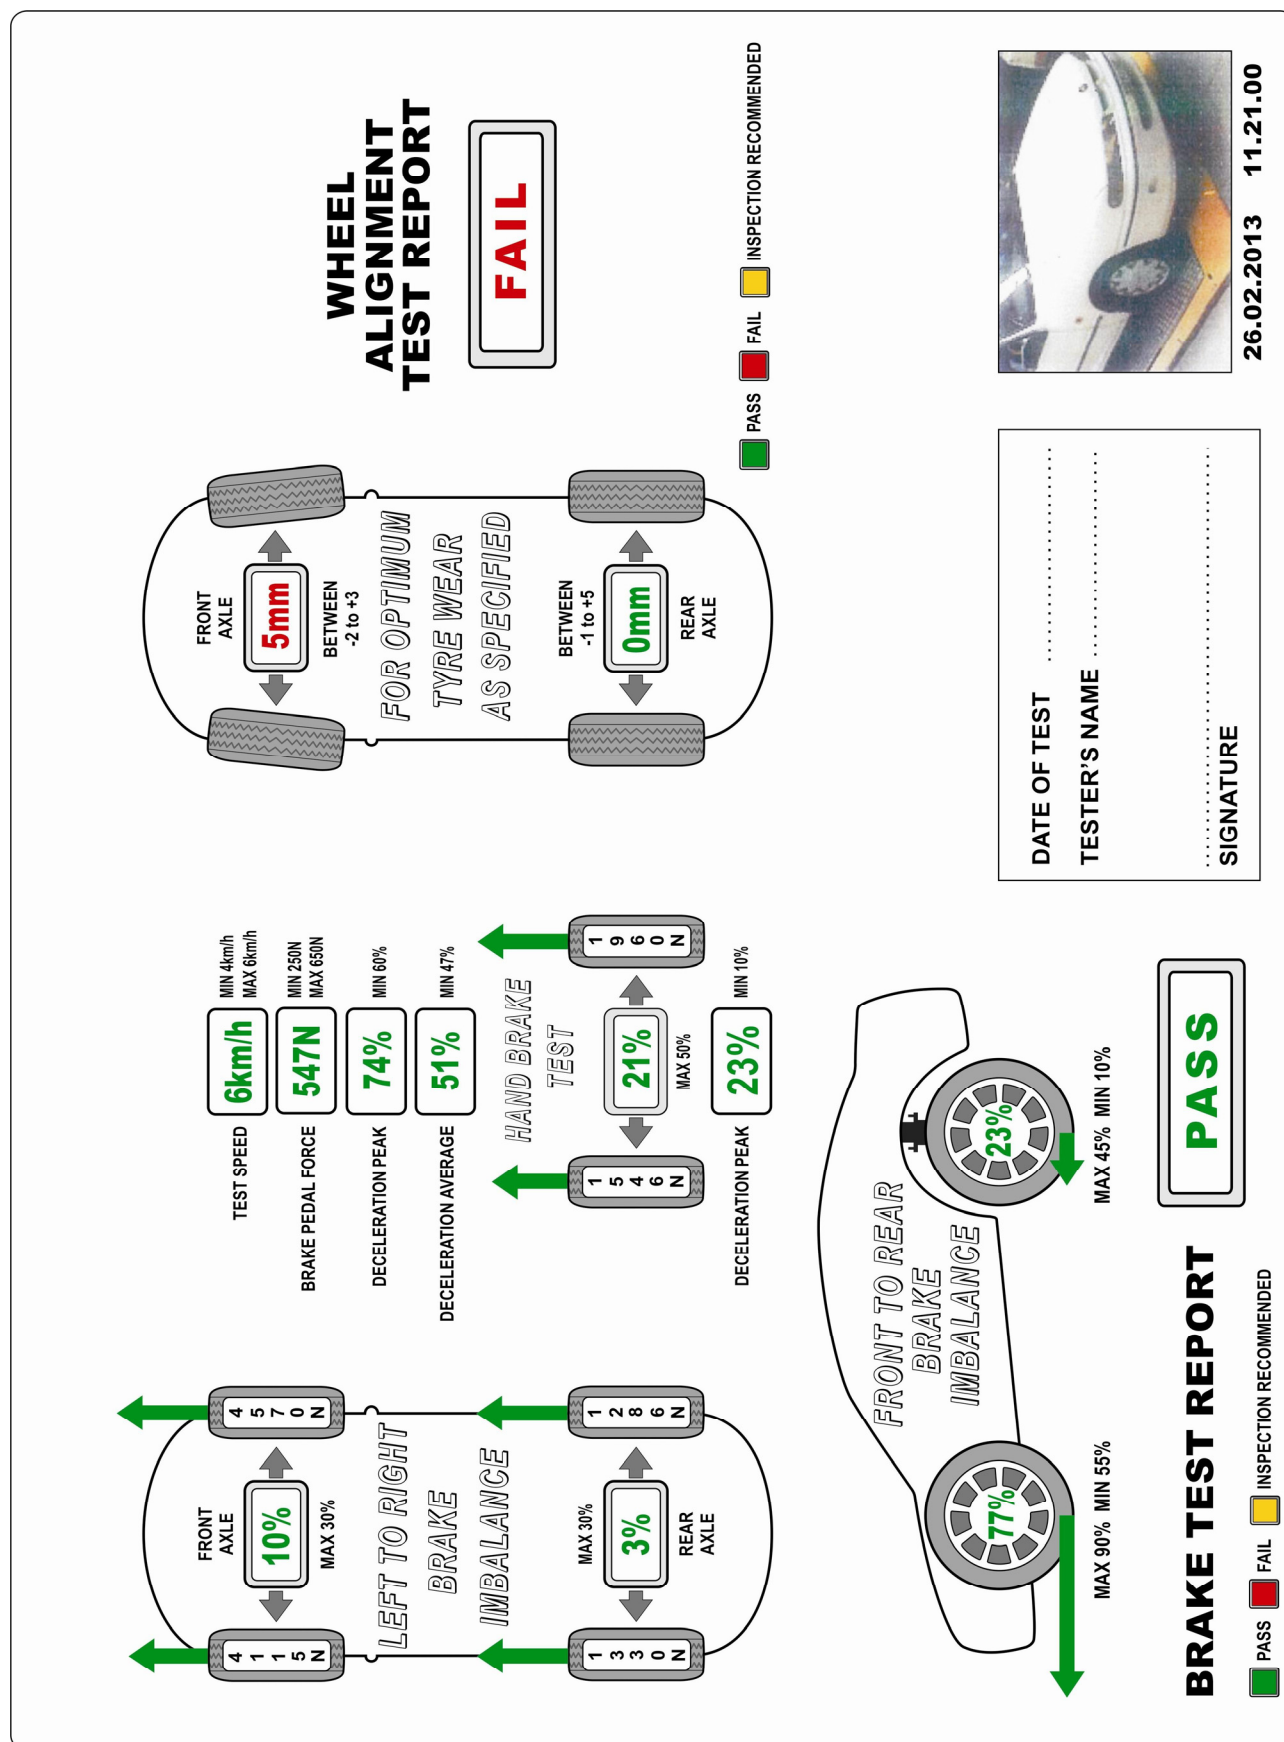 FRONT
AXLE
4115N
10%
4570N
MAX 30%
LEFT TO RIGHT
BRAKE
IMBALANCE
MAX 30%
1330N
3%
1286N
REAR
AXLE
TEST SPEED
6km/h
MIN 4km/h
MAX 6km/h
BRAKE PEDAL FORCE
547N
MIN 250N
MAX 650N
DECELERATION PEAK
74%
MIN 60%
DECELERATION AVERAGE
51%
MIN 47%
HAND BRAKE
TEST
1546N
21%
1960N
MAX 50%
DECELERATION PEAK
23%
MIN 10%
FRONT
AXLE
5mm
BETWEEN
-2 to +3
FOR OPTIMUM
TYRE WEAR
AS SPECIFIED
BETWEEN
-1 to +5
0mm
REAR
AXLE
WHEEL
ALIGNMENT
TEST REPORT
FAIL
PASS FAIL INSPECTION RECOMMENDED
FRONT TO REAR
BRAKE
IMBALANCE
77%
23%
MAX 90% MIN 55%
MAX 45% MIN 10%
BRAKE TEST REPORT
PASS
PASS FAIL INSPECTION RECOMMENDED
DATE OF TEST ........................
TESTER'S NAME ........................
........................................
SIGNATURE
26.02.2013 11.21.00